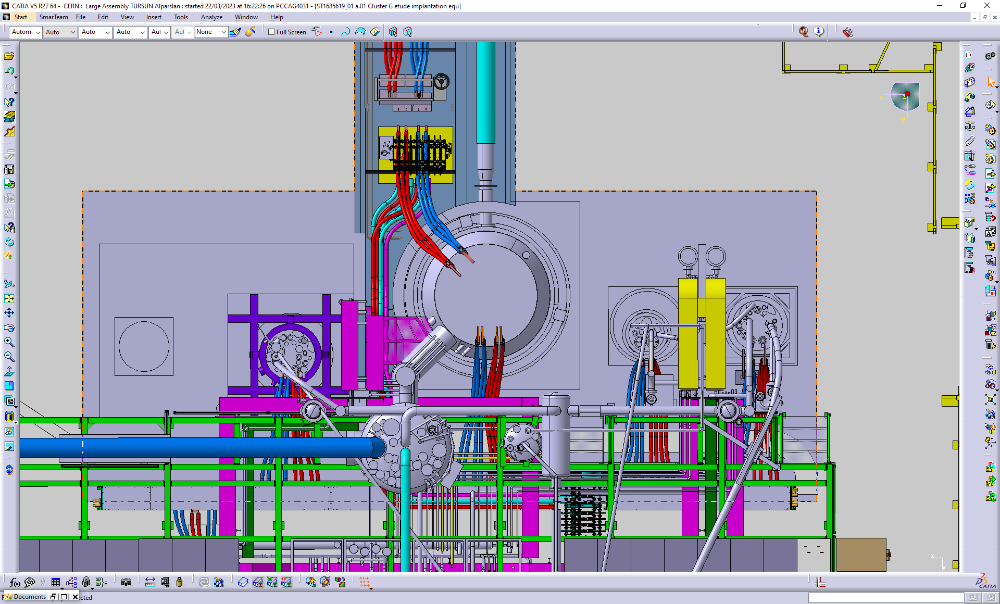 CATIA V5 R27 64 - CERN : Large Assembly TURSUN Alparslan : started 22/03/2023 at 16:22:26 on PCCAG4031 - [ST1685619_01 a.01 Cluster G etude implantation equ]
Start SmarTeam File Edit View Insert Tools Analyze Window Help
Automa Auto Auto Auto Aut Aut None Full Screen
x
y
x
y
f(x)
CATIA
Documents